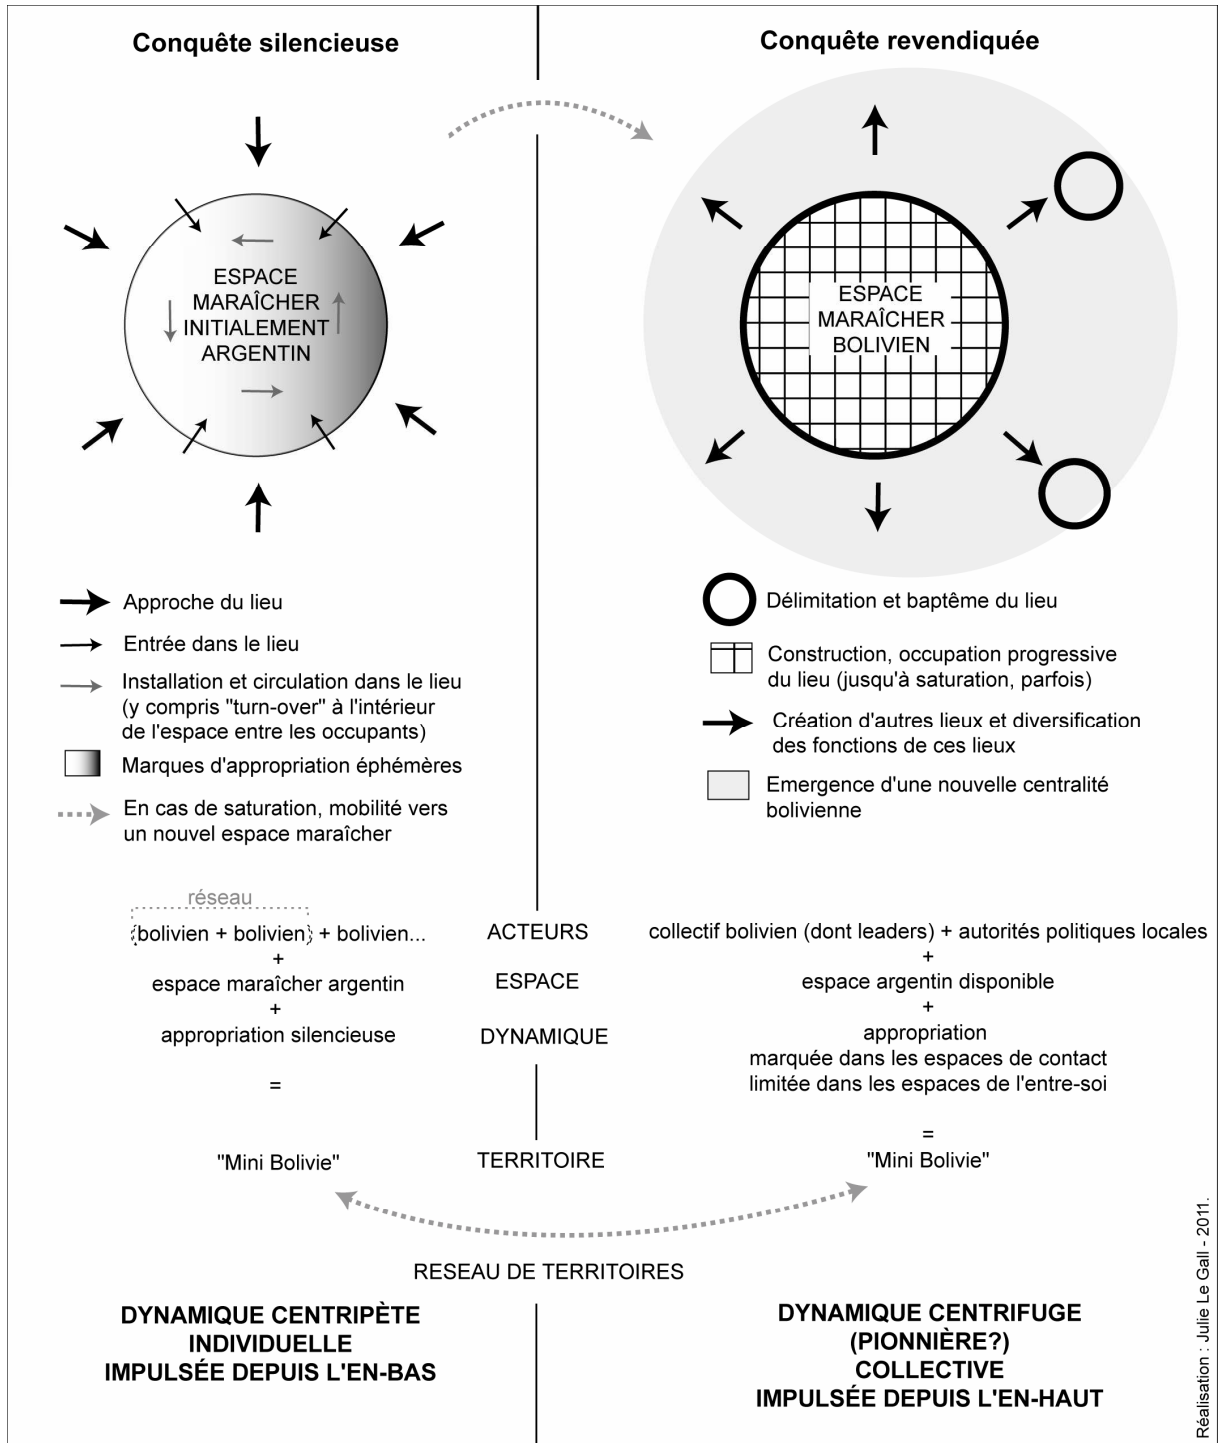 Conquête silencieuse
Conquête revendiquée
ESPACE
MARAÎCHER
INITIALEMENT
ARGENTIN
ESPACE
MARAÎCHER
BOLIVIEN
Approche du lieu
Entrée dans le lieu
Installation et circulation dans le lieu
(y compris "turn-over" à l'intérieur
de l'espace entre les occupants)
Marques d'appropriation éphémères
En cas de saturation, mobilité vers
un nouvel espace maraîcher
Délimitation et baptême du lieu
Construction, occupation progressive
du lieu (jusqu'à saturation, parfois)
Création d'autres lieux et diversification
des fonctions de ces lieux
Emergence d'une nouvelle centralité
bolivienne
réseau
(bolivien + bolivien) + bolivien...
+
espace maraîcher argentin
+
appropriation silencieuse
=
"Mini Bolivie"
ACTEURS
ESPACE
DYNAMIQUE
TERRITOIRE
collectif bolivien (dont leaders) + autorités politiques locales
+
espace argentin disponible
+
appropriation
marquée dans les espaces de contact
limitée dans les espaces de l'entre-soi
=
"Mini Bolivie"
RESEAU DE TERRITOIRES
DYNAMIQUE CENTRIPÈTE
INDIVIDUELLE
IMPULSÉE DEPUIS L'EN-BAS
DYNAMIQUE CENTRIFUGE
(PIONNIÈRE?)
COLLECTIVE
IMPULSÉE DEPUIS L'EN-HAUT
Réalisation : Julie Le Gall - 2011.